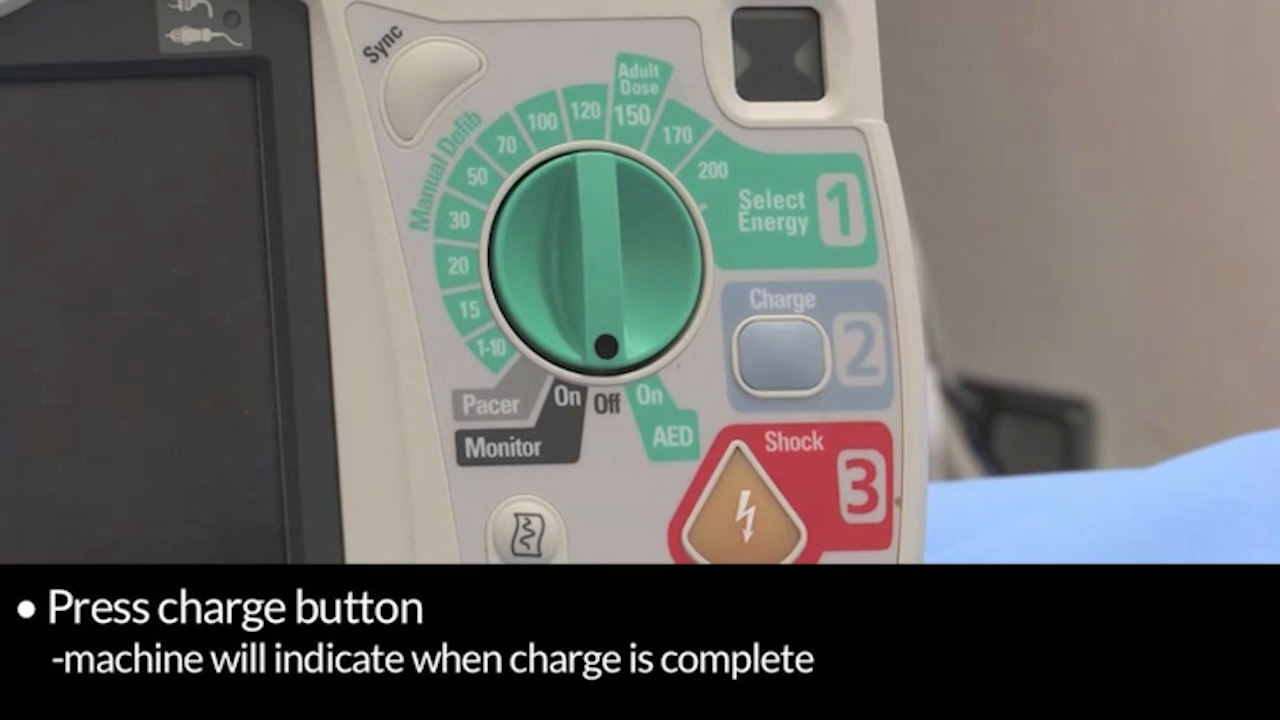 Sync
Manual Defib
Adult
Dose
150
120
100
70
50
30
20
15
1-10
170
200
Select
Energy
1
Charge
2
Pacer
On
Off
On
Monitor
AED
Shock
3
• Press charge button
-machine will indicate when charge is complete